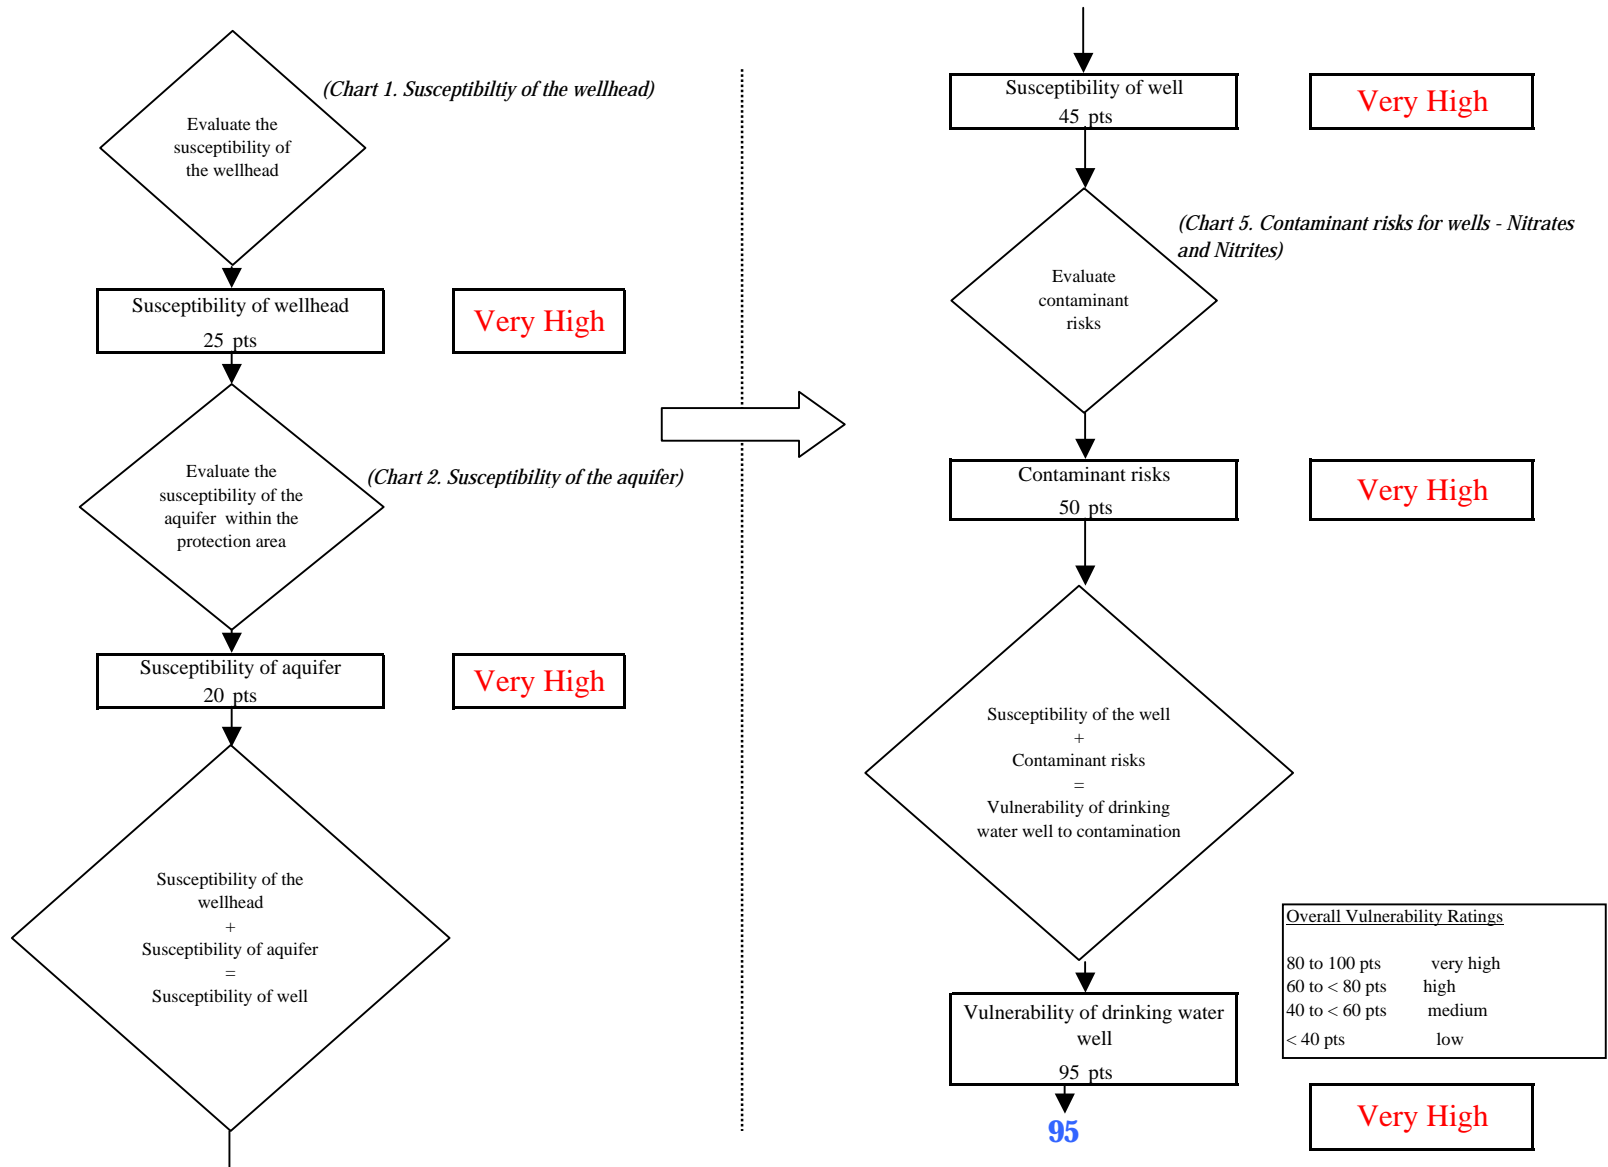 (Chart 1. Susceptibiltiy of the wellhead)
Evaluate the
susceptibility of
the wellhead
Susceptibility of wellhead
25 pts
Very High
Evaluate the
susceptibility of the
aquifer within the
protection area
(Chart 2. Susceptibility of the aquifer)
Susceptibility of aquifer
20 pts
Very High
Susceptibility of the
wellhead
+
Susceptibility of aquifer
=
Susceptibility of well
Susceptibility of well
45 pts
Very High
(Chart 5. Contaminant risks for wells - Nitrates
and Nitrites)
Evaluate
contaminant
risks
Contaminant risks
50 pts
Very High
Susceptibility of the well
+
Contaminant risks
=
Vulnerability of drinking
water well to contamination
Overall Vulnerability Ratings
80 to 100 pts very high
60 to < 80 pts high
40 to < 60 pts medium
< 40 pts low
Vulnerability of drinking water
well
95 pts
95
Very High